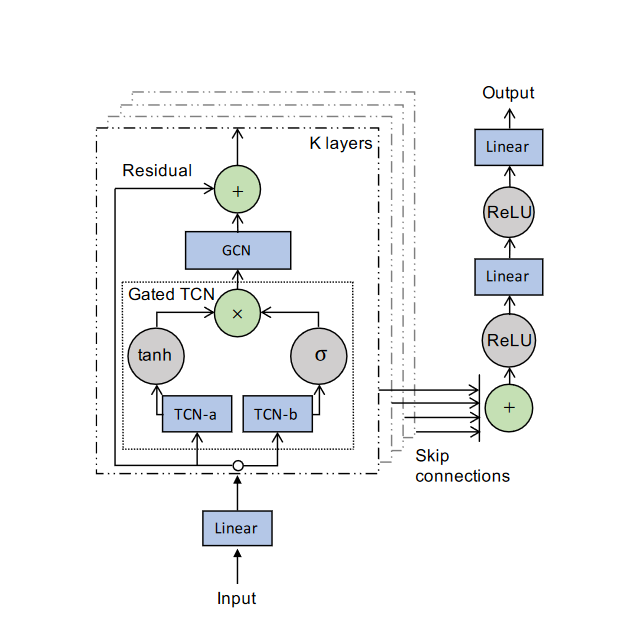 Output
Linear
K layers
Residual
+
ReLU
GCN
Linear
Gated TCN
×
tanh
σ
ReLU
TCN-a
TCN-b
+
Skip
connections
Linear
Input